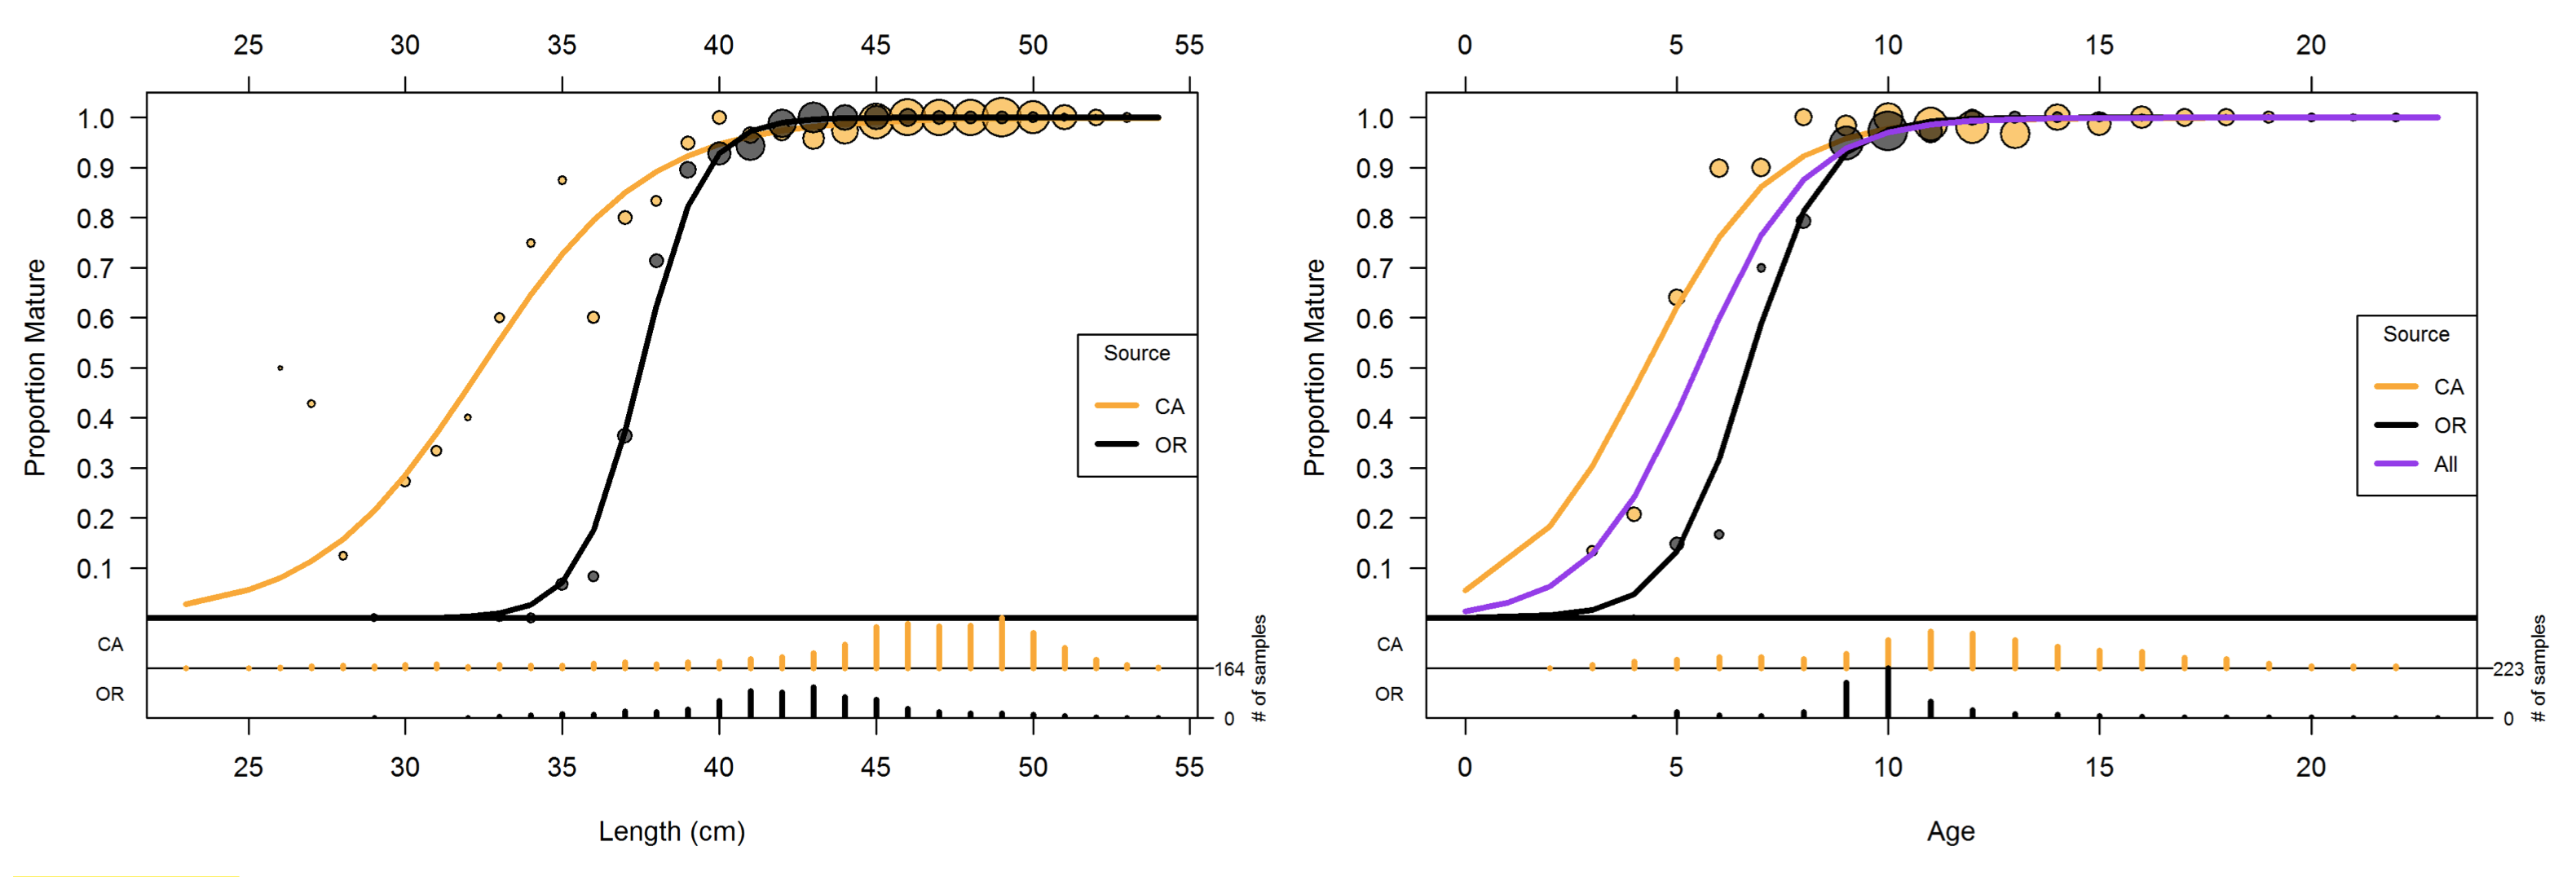 25 30 35 40 45 50 55
1.0
0.9
0.8
0.7
0.6
0.5
0.4
0.3
0.2
0.1
Proportion Mature
Source
CA
OR
CA
OR
164
0
# of samples
25 30 35 40 45 50 55
Length (cm)
0 5 10 15 20
1.0
0.9
0.8
0.7
0.6
0.5
0.4
0.3
0.2
0.1
Proportion Mature
Source
CA
OR
All
CA
OR
223
0
# of samples
0 5 10 15 20
Age